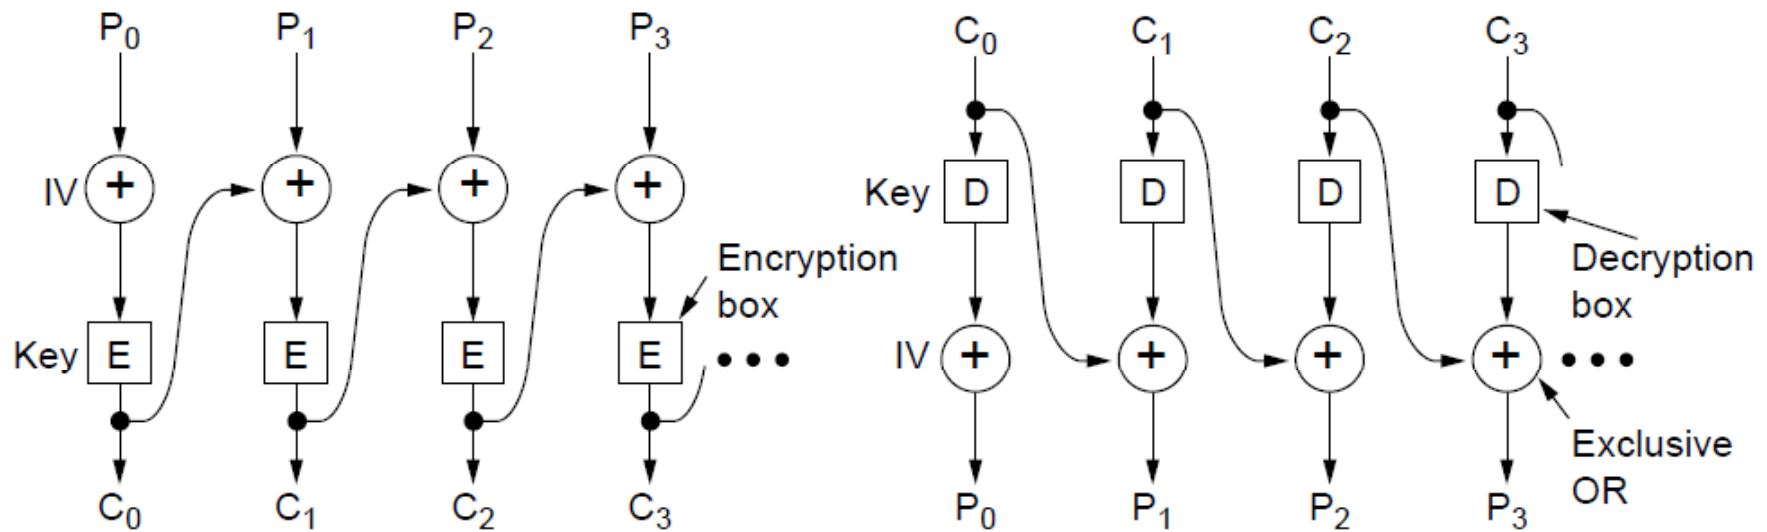 P0 P1 P2 P3
IV + + + +
Encryption
box
Key E E E E
C0 C1 C2 C3
C0 C1 C2 C3
Key D D D D
Decryption
box
IV + + + +
Exclusive
OR
P0 P1 P2 P3